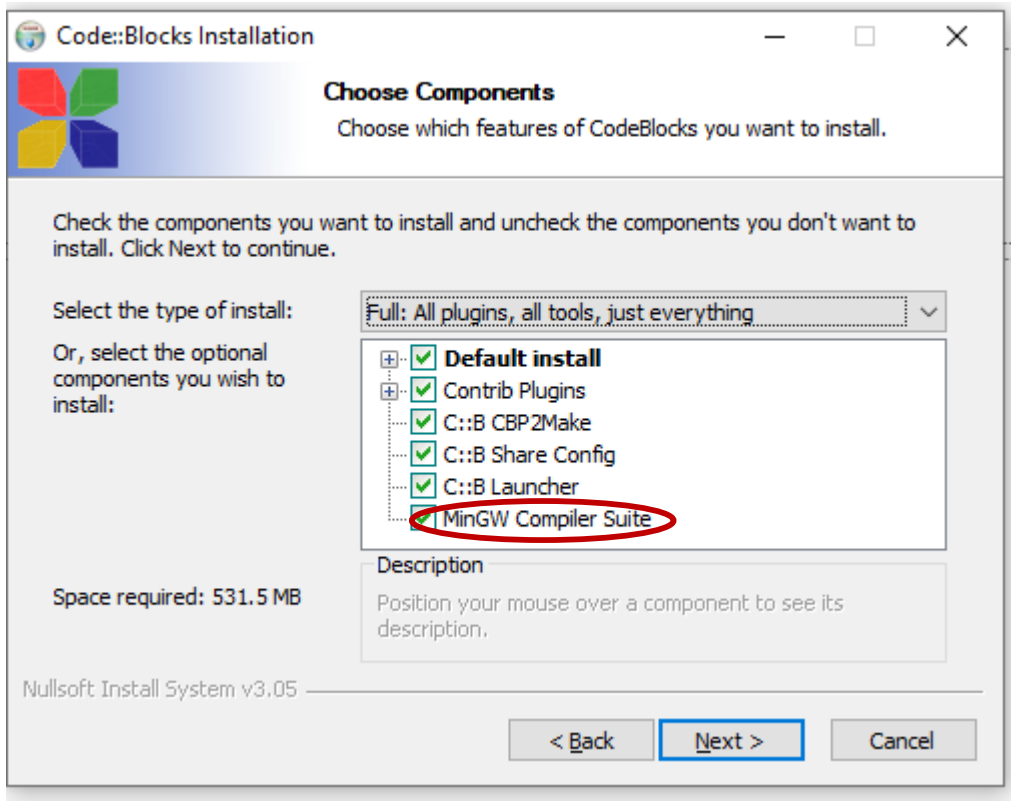 Code::Blocks Installation
Choose Components
Choose which features of CodeBlocks you want to install.
Check the components you want to install and uncheck the components you don't want to
install. Click Next to continue.
Select the type of install:
Full: All plugins, all tools, just everything
Or, select the optional
components you wish to
install:
Default install
Contrib Plugins
C::B CBP2Make
C::B Share Config
C::B Launcher
MinGW Compiler Suite
Space required: 531.5 MB
Description
Position your mouse over a component to see its
description.
Nullsoft Install System v3.05
< Back
Next >
Cancel